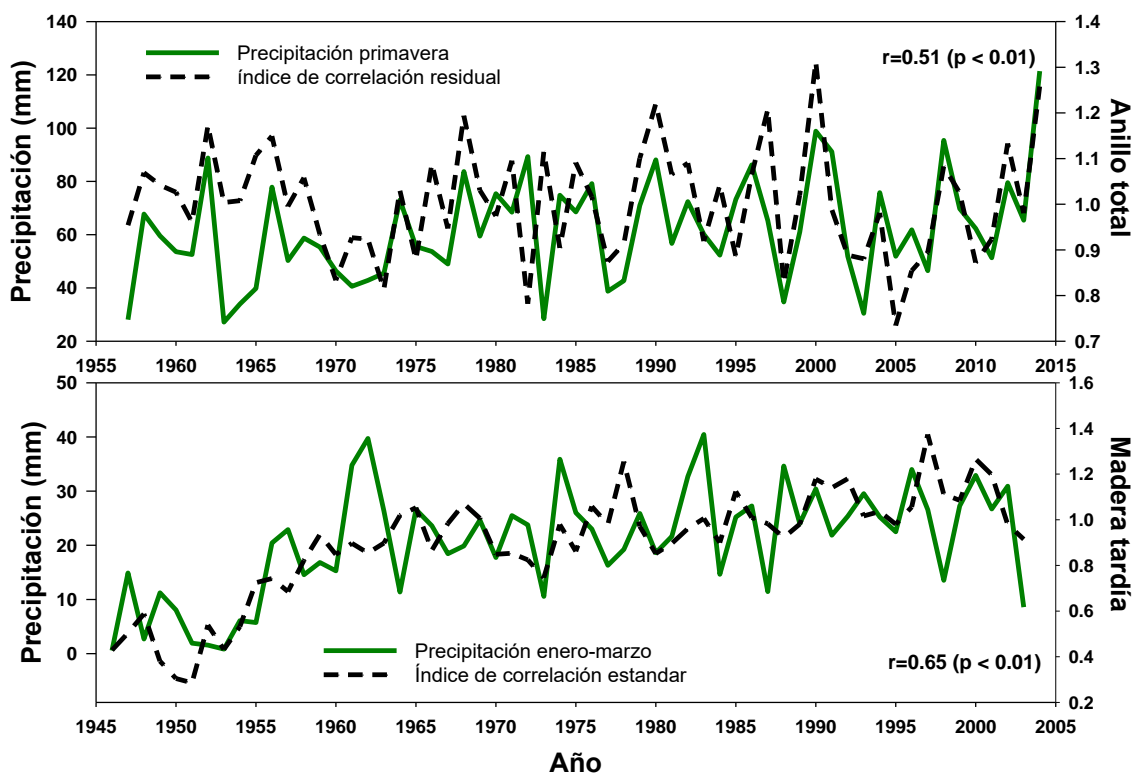 140
120
100
80
60
40
20
Precipitación (mm)
Precipitación primavera
índice de correlación residual
r=0.51 (p < 0.01)
1.4
1.3
1.2
1.1
1.0
0.9
0.8
0.7
Anillo total
1955 1960 1965 1970 1975 1980 1985 1990 1995 2000 2005 2010 2015
50
40
30
20
10
0
Precipitación (mm)
Precipitación enero-marzo
Índice de correlación estandar
r=0.65 (p < 0.01)
1.6
1.4
1.2
1.0
0.8
0.6
0.4
0.2
Madera tardía
1945 1950 1955 1960 1965 1970 1975 1980 1985 1990 1995 2000 2005
Año